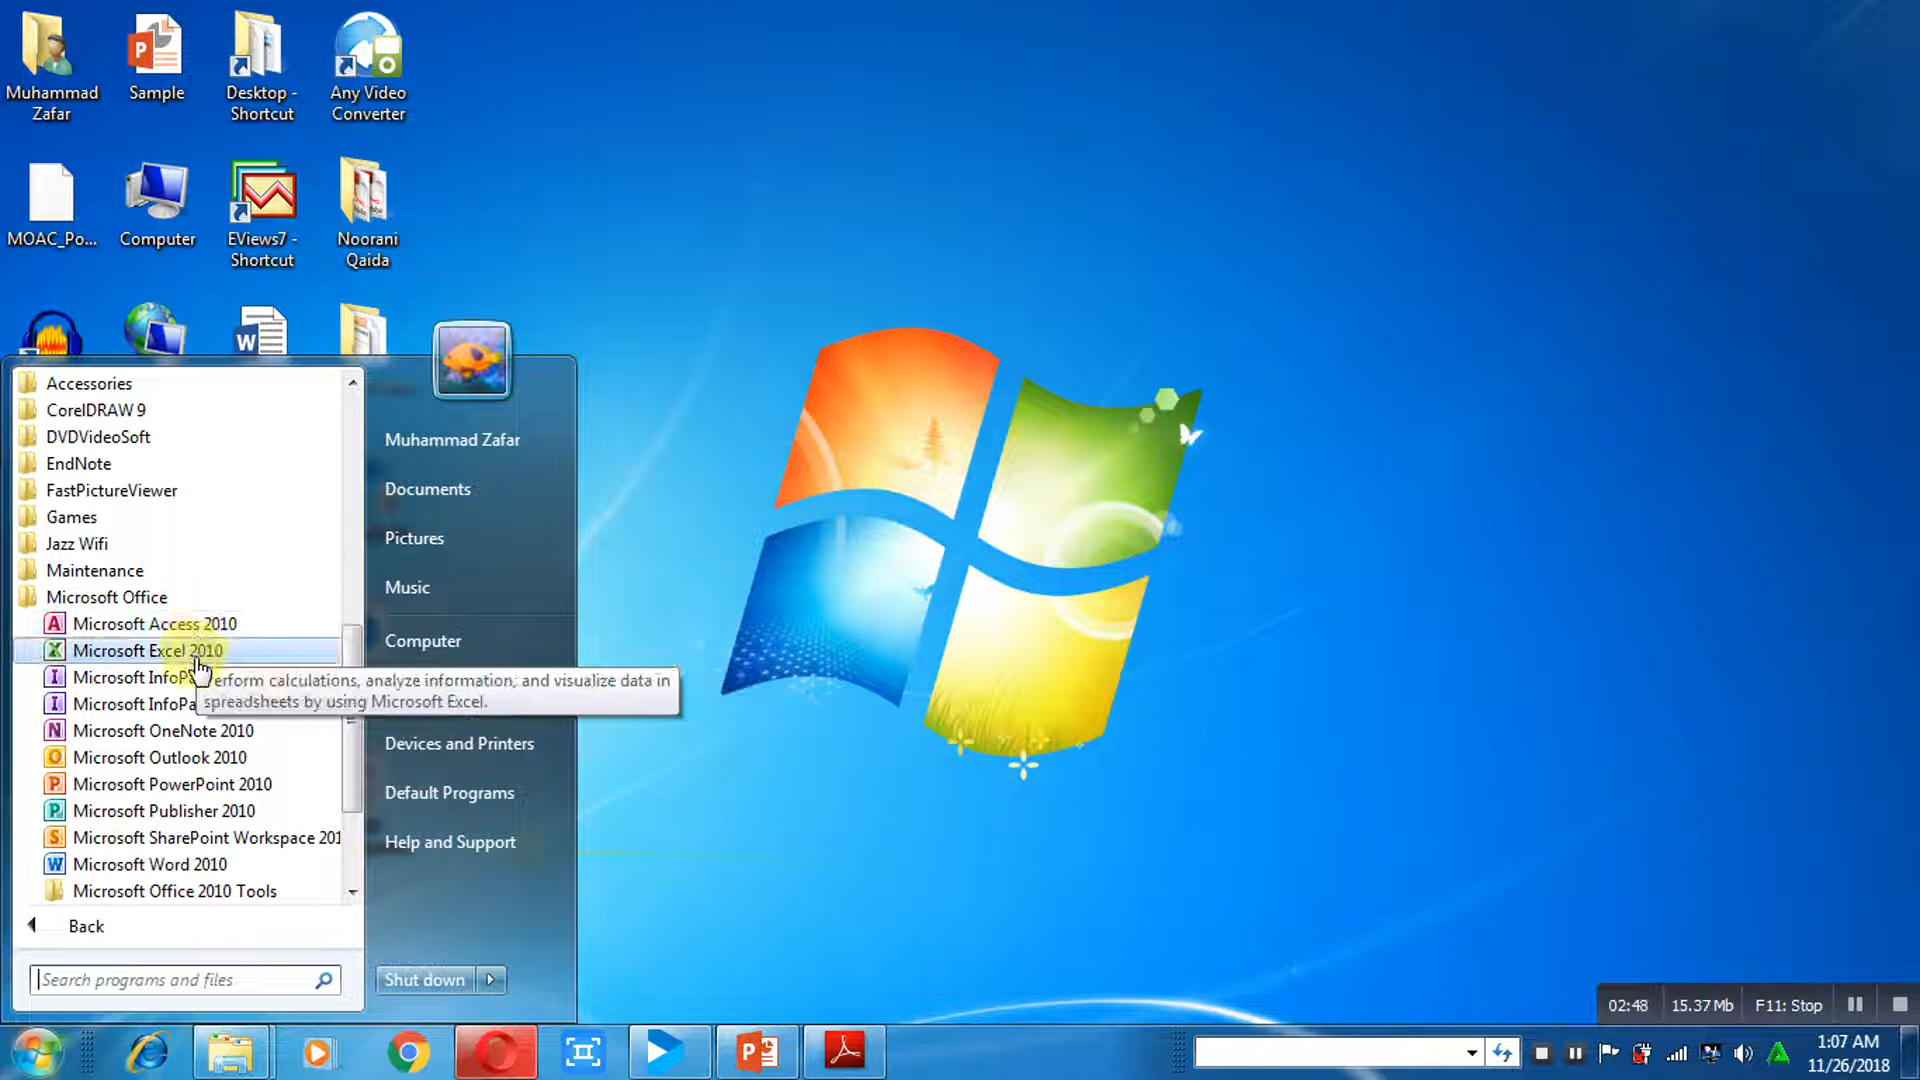 Muhammad
Zafar
Sample
Desktop -
Shortcut
Any Video
Converter
MOAC_Po...
Computer
EViews7 -
Shortcut
Noorani
Qaida
Accessories
CorelDRAW 9
DVDVideoSoft
EndNote
FastPictureViewer
Games
Jazz Wifi
Maintenance
Microsoft Office
Microsoft Access 2010
Microsoft Excel 2010
Microsoft InfoPa
Microsoft InfoPa
Microsoft OneNote 2010
Microsoft Outlook 2010
Microsoft PowerPoint 2010
Microsoft Publisher 2010
Microsoft SharePoint Workspace 201
Microsoft Word 2010
Microsoft Office 2010 Tools
Back
Search programs and files
Muhammad Zafar
Documents
Pictures
Music
Computer
erform calculations, analyze information, and visualize data in
spreadsheets by using Microsoft Excel.
Devices and Printers
Default Programs
Help and Support
Shut down
02:48 15.37 Mb F11: Stop
1:07 AM
11/26/2018